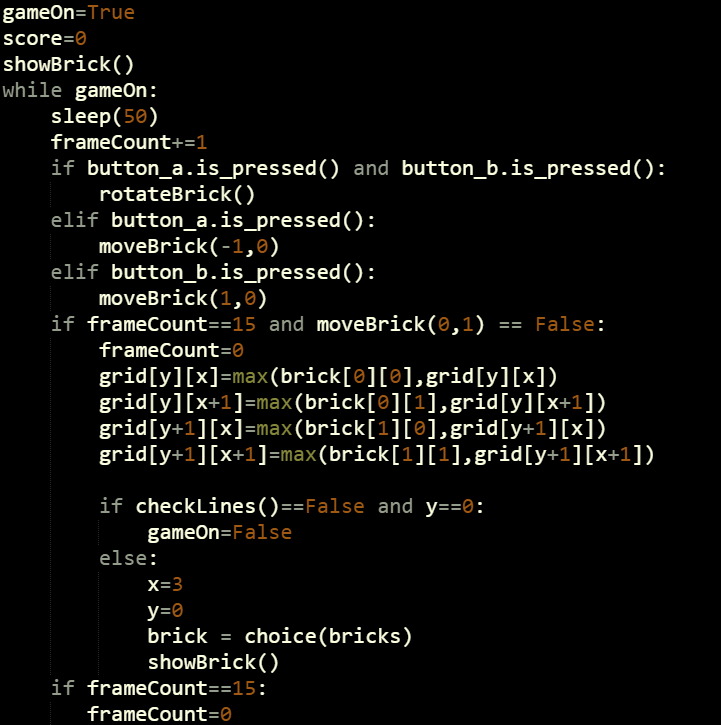 gameOn=True
score=0
showBrick()
while gameOn:
    sleep(50)
    frameCount+=1
    if button_a.is_pressed() and button_b.is_pressed():
        rotateBrick()
    elif button_a.is_pressed():
        moveBrick(-1,0)
    elif button_b.is_pressed():
        moveBrick(1,0)
    if frameCount==15 and moveBrick(0,1) == False:
        frameCount=0
        grid[y][x]=max(brick[0][0],grid[y][x])
        grid[y][x+1]=max(brick[0][1],grid[y][x+1])
        grid[y+1][x]=max(brick[1][0],grid[y+1][x])
        grid[y+1][x+1]=max(brick[1][1],grid[y+1][x+1])

        if checkLines()==False and y==0:
            gameOn=False
        else:
            x=3
            y=0
            brick = choice(bricks)
            showBrick()
    if frameCount==15:
       frameCount=0